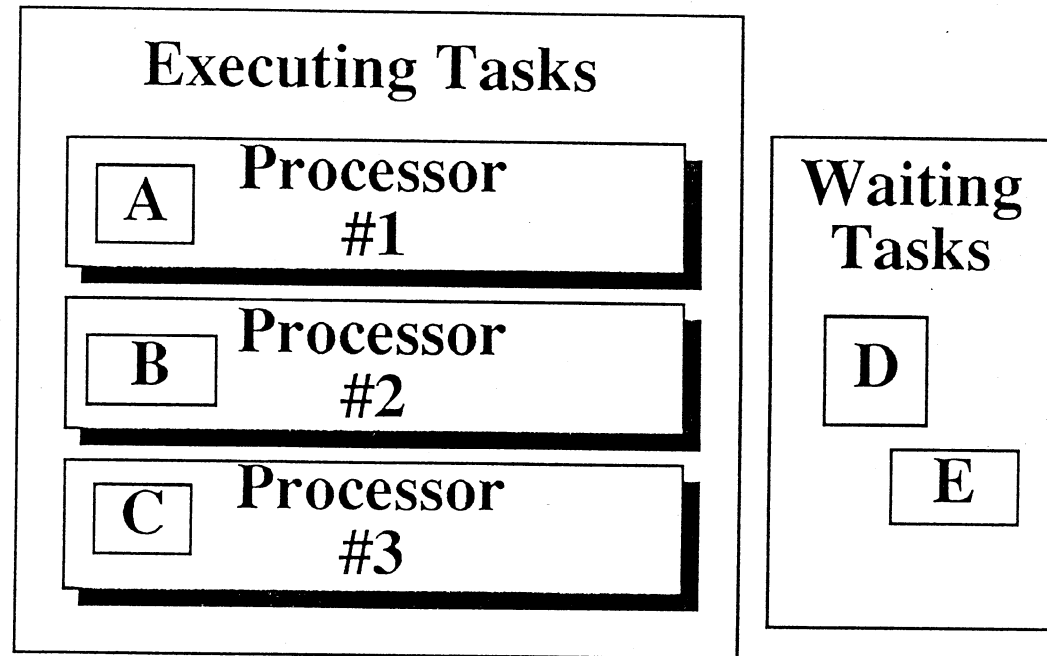 Executing Tasks
A
Processor
#1
B
Processor
#2
C
Processor
#3
Waiting
Tasks
D
E